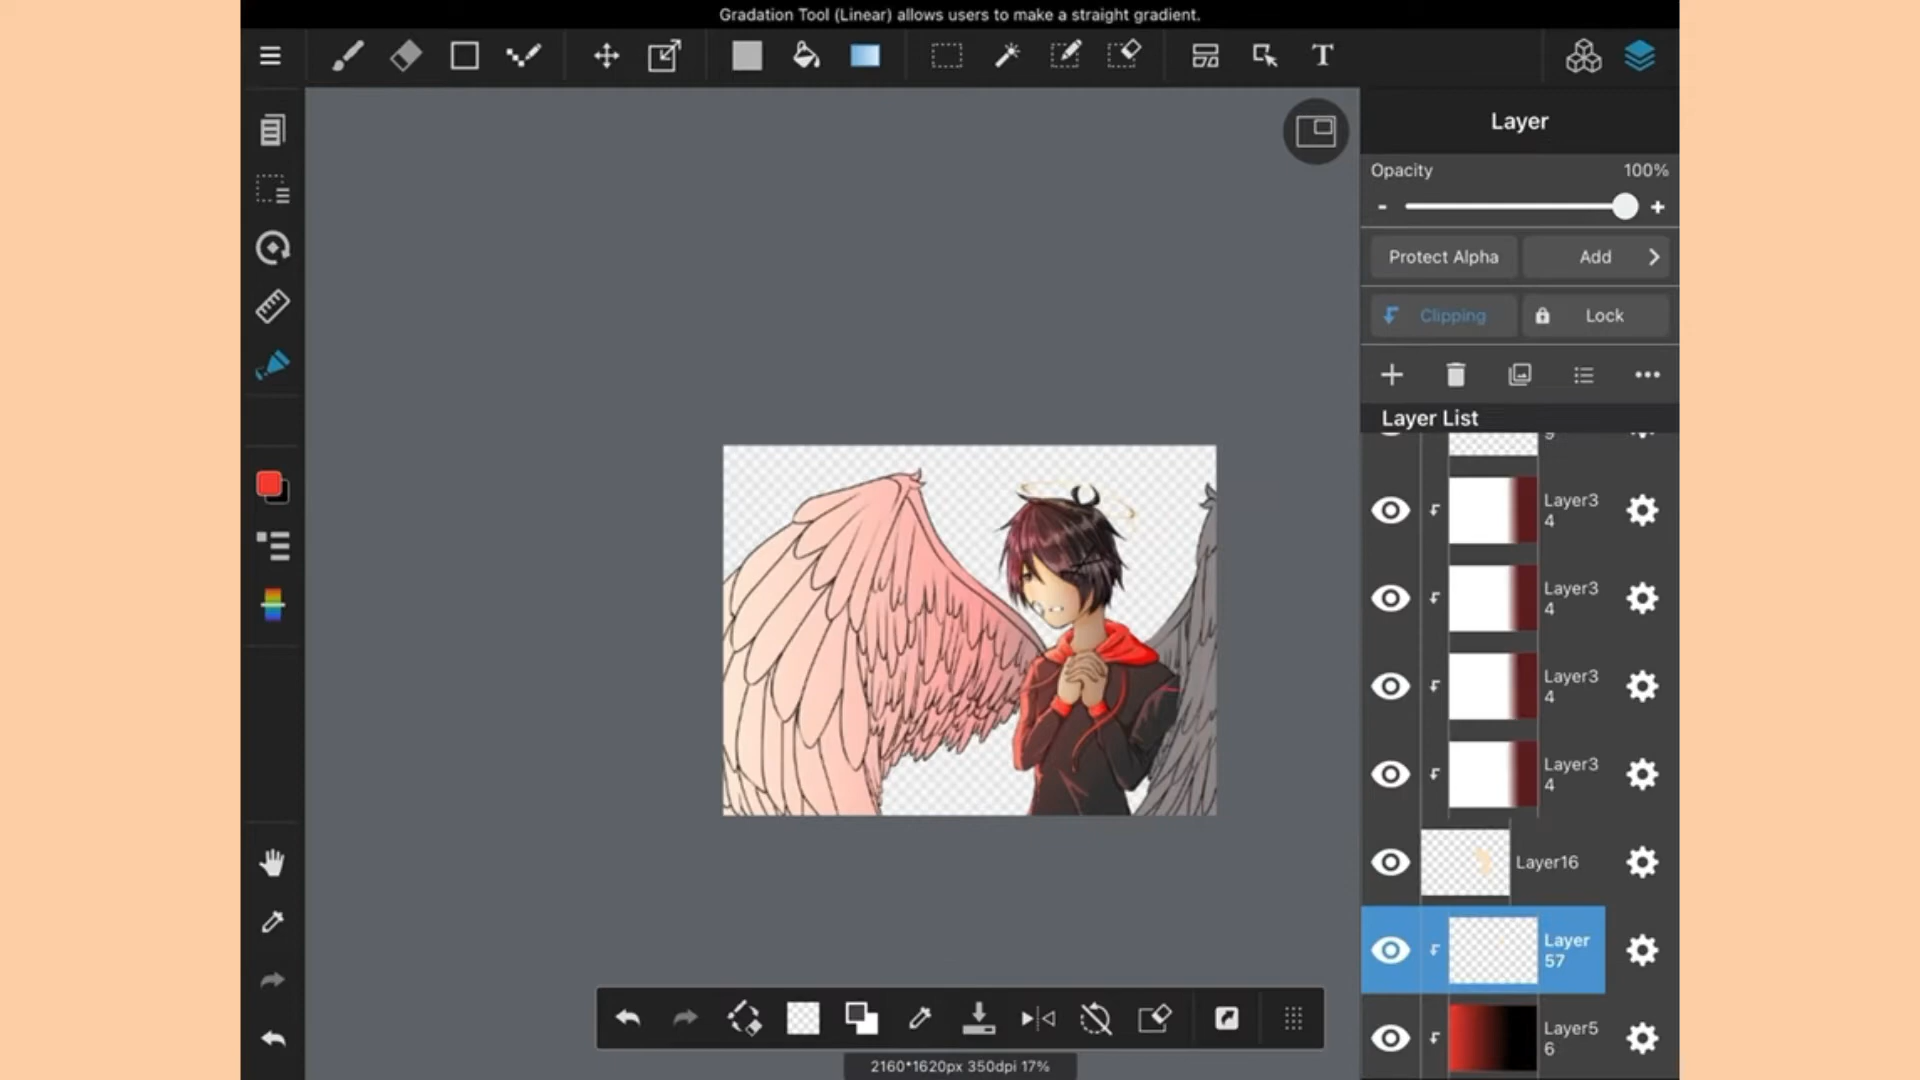 Gradation Tool (Linear) allows users to make a straight gradient.
T
Layer
Opacity 100%
- +
Protect Alpha Add
Clipping Lock
Layer List
9
Layer3
4
Layer3
4
Layer3
4
Layer3
4
Layer16
Layer
57
Layer5
6
2160*1620px 350dpi 17%